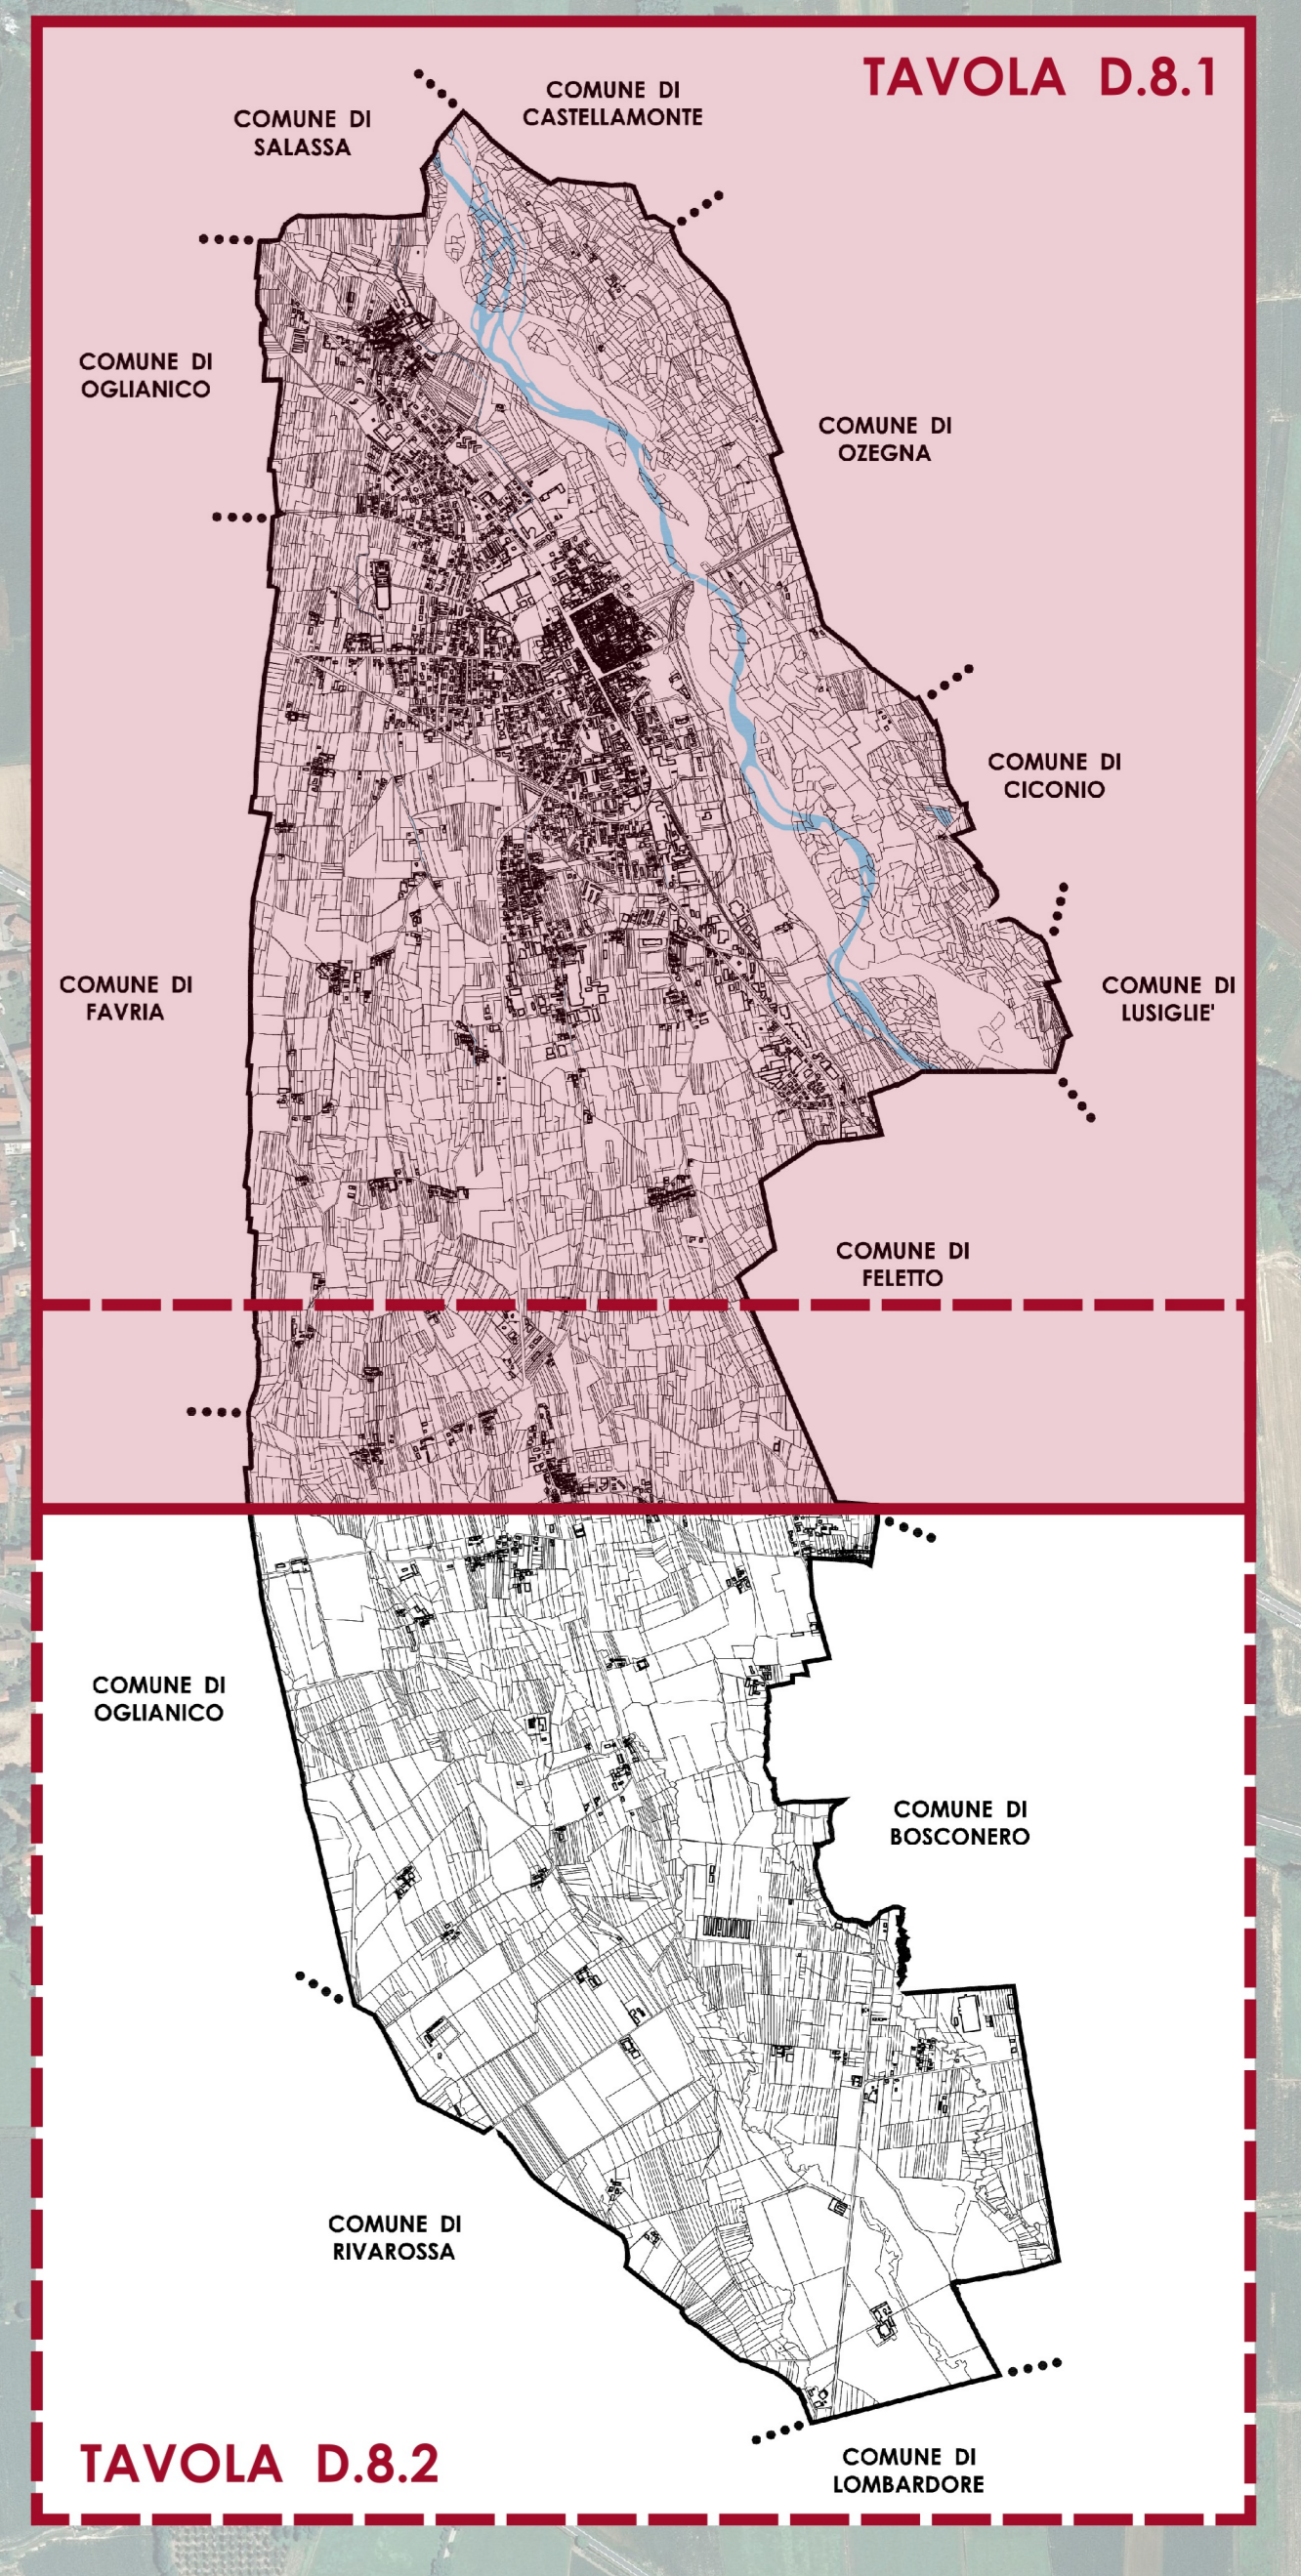 TAVOLA D.8.1
COMUNE DI
CASTELLAMONTE
COMUNE DI
SALASSA
COMUNE DI
OGLIANICO
COMUNE DI
OZEGNA
COMUNE DI
CICONIO
COMUNE DI
FAVRIA
COMUNE DI
LUSIGLIE'
COMUNE DI
FELETTO
COMUNE DI
OGLIANICO
COMUNE DI
BOSCONERO
COMUNE DI
RIVAROSSA
TAVOLA D.8.2
COMUNE DI
LOMBARDORE